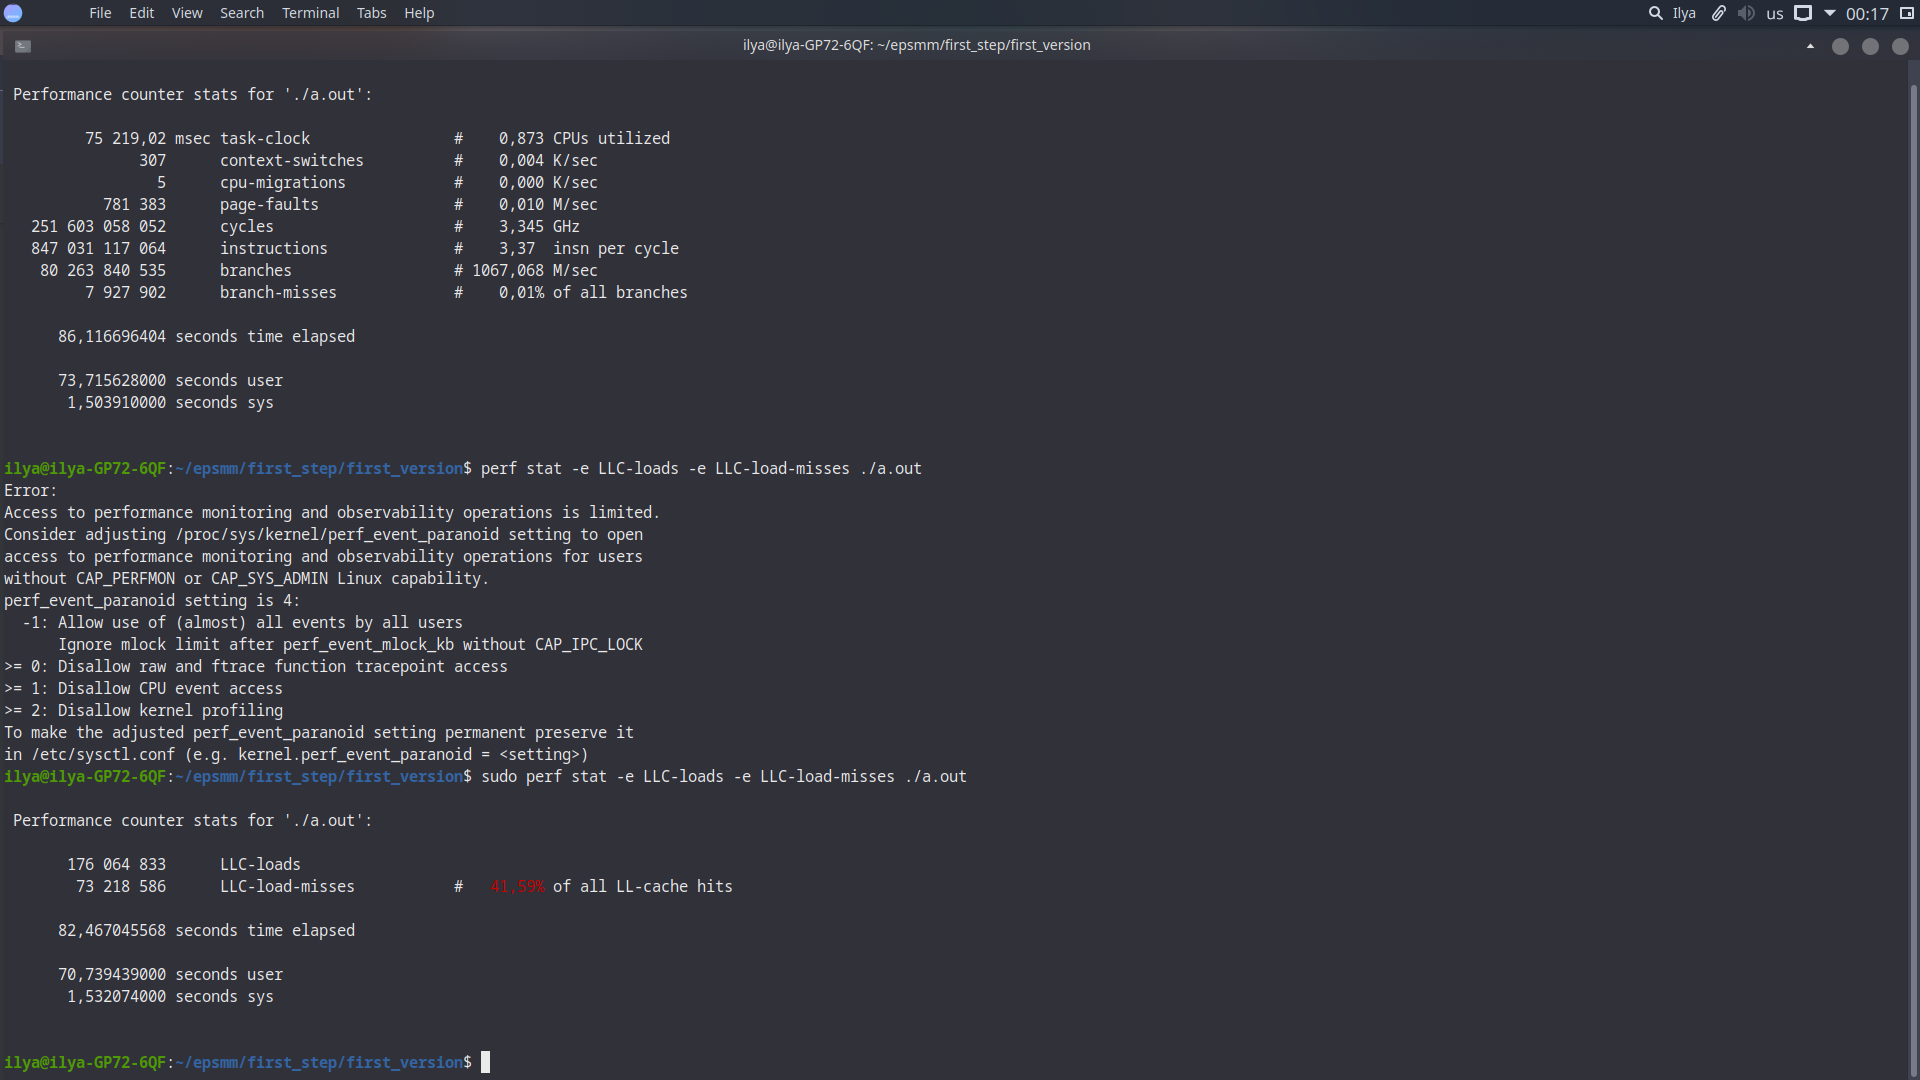 File Edit View Search Terminal Tabs Help
Ilya us 00:17
ilya@ilya-GP72-6QF: ~/epsmm/first_step/first_version
Performance counter stats for './a.out':
75 219,02 msec task-clock # 0,873 CPUs utilized
307 context-switches # 0,004 K/sec
5 cpu-migrations # 0,000 K/sec
781 383 page-faults # 0,010 M/sec
251 603 058 052 cycles # 3,345 GHz
847 031 117 064 instructions # 3,37 insn per cycle
80 263 840 535 branches # 1067,068 M/sec
7 927 902 branch-misses # 0,01% of all branches
86,116696404 seconds time elapsed
73,715628000 seconds user
1,503910000 seconds sys
ilya@ilya-GP72-6QF:~/epsmm/first_step/first_version$ perf stat -e LLC-loads -e LLC-load-misses ./a.out
Error:
Access to performance monitoring and observability operations is limited.
Consider adjusting /proc/sys/kernel/perf_event_paranoid setting to open
access to performance monitoring and observability operations for users
without CAP_PERFMON or CAP_SYS_ADMIN Linux capability.
perf_event_paranoid setting is 4:
-1: Allow use of (almost) all events by all users
Ignore mlock limit after perf_event_mlock_kb without CAP_IPC_LOCK
>= 0: Disallow raw and ftrace function tracepoint access
>= 1: Disallow CPU event access
>= 2: Disallow kernel profiling
To make the adjusted perf_event_paranoid setting permanent preserve it
in /etc/sysctl.conf (e.g. kernel.perf_event_paranoid = <setting>)
ilya@ilya-GP72-6QF:~/epsmm/first_step/first_version$ sudo perf stat -e LLC-loads -e LLC-load-misses ./a.out
Performance counter stats for './a.out':
176 064 833 LLC-loads
73 218 586 LLC-load-misses # 41,59% of all LL-cache hits
82,467045568 seconds time elapsed
70,739439000 seconds user
1,532074000 seconds sys
ilya@ilya-GP72-6QF:~/epsmm/first_step/first_version$